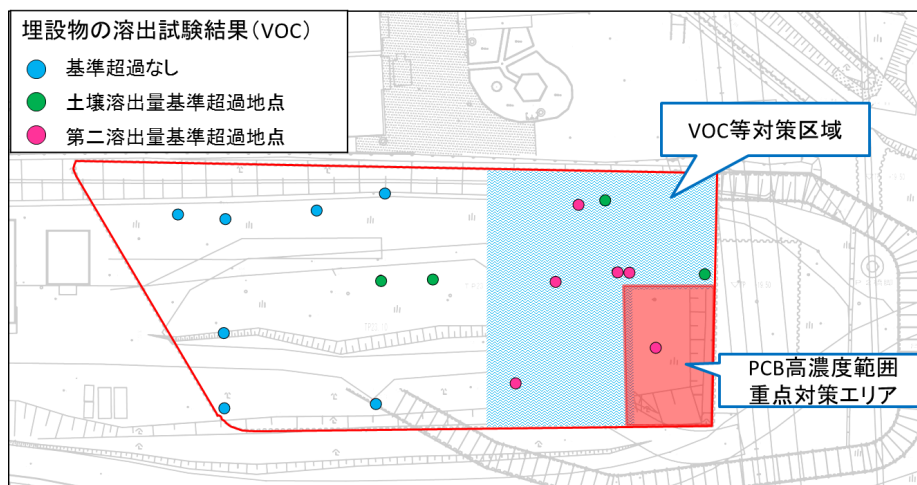 埋設物の溶出試験結果(VOC)
基準超過なし
土壌溶出量基準超過地点
第二溶出量基準超過地点
VOC等対策区域
PCB高濃度範囲
重点対策エリア